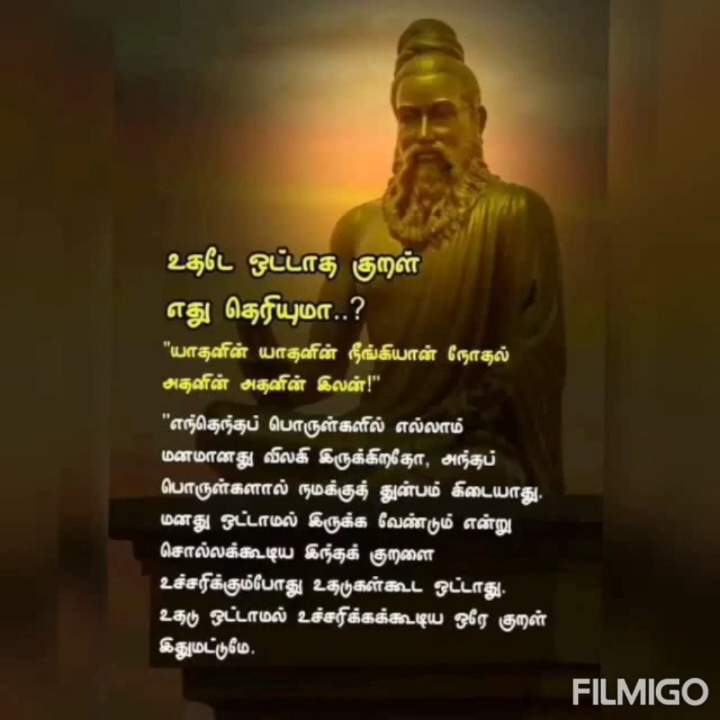 உதடே ஒட்டாத குறள்
எது தெரியுமா..?
"யாதனின் யாதனின் நீங்கியான் நோதல்
அதனின் அதனின் இலன்!"
"எந்தெந்தப் பொருள்களில் எல்லாம்
மனமானது விலகி இருக்கிறதோ, அந்தப்
பொருள்களால் நமக்குத் துன்பம் கிடையாது.
மனது ஒட்டாமல் இருக்க வேண்டும் என்று
சொல்லக்கூடிய இந்தக் குறளை
உச்சரிக்கும்போது உதடுகள்கூட ஒட்டாது.
உதடு ஒட்டாமல் உச்சரிக்கக்கூடிய ஒரே குறள்
இதுமட்டுமே.
FILMIGO